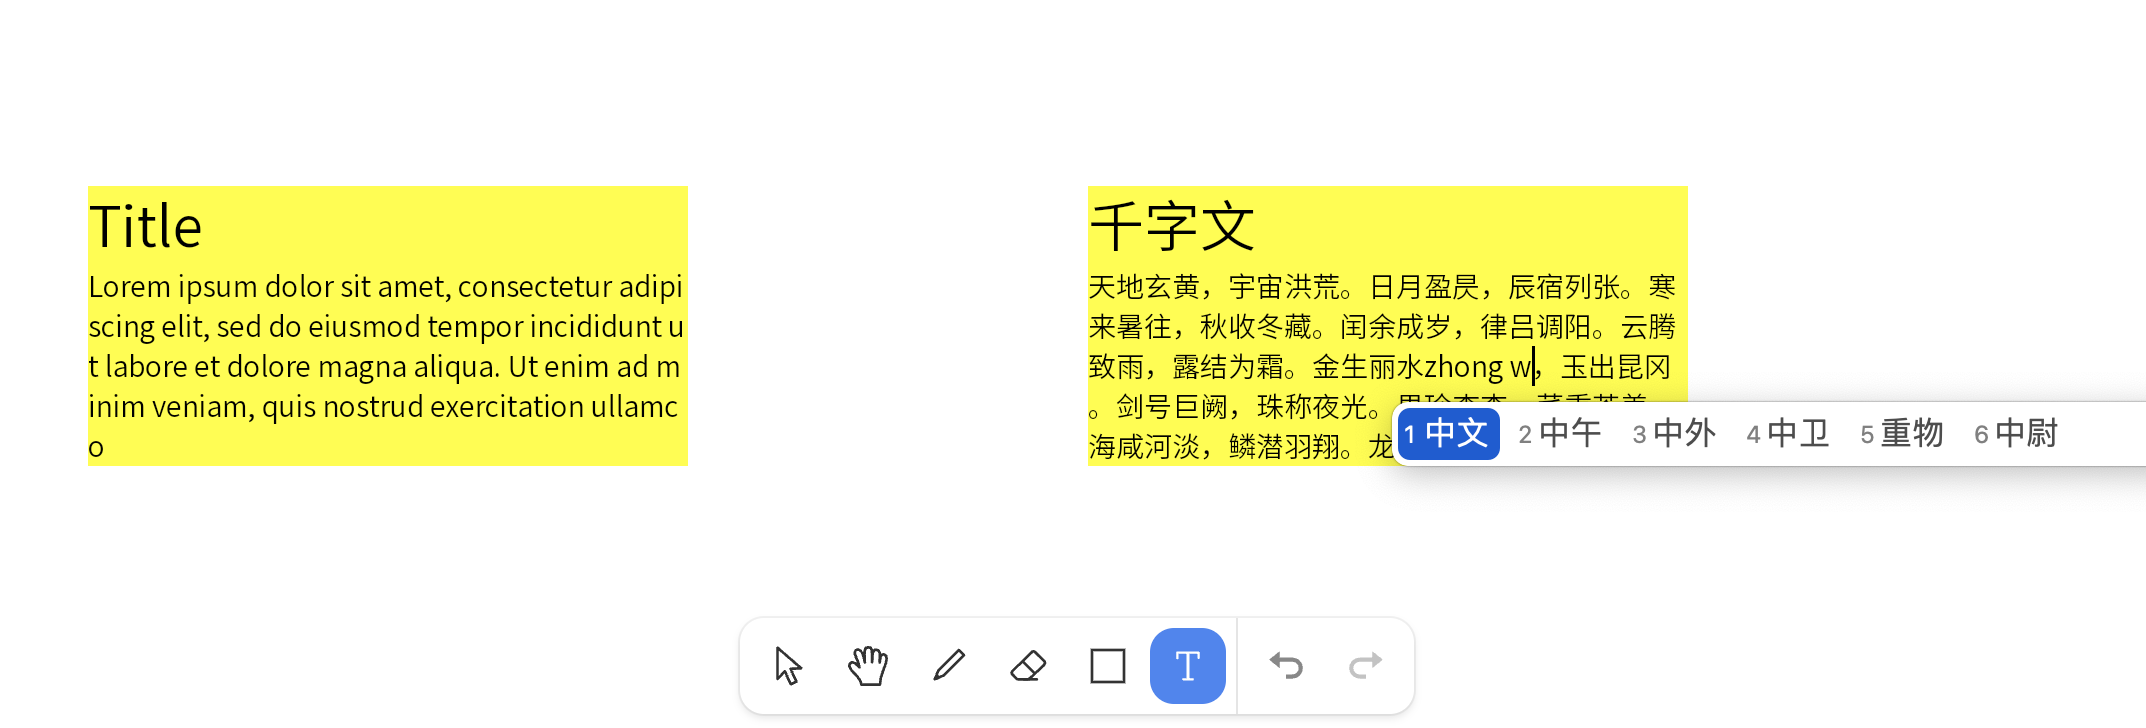 Title
Lorem ipsum dolor sit amet, consectetur adipi
scing elit, sed do eiusmod tempor incididunt u
t labore et dolore magna aliqua. Ut enim ad m
inim veniam, quis nostrud exercitation ullamc
o
千字文
天地玄黄，宇宙洪荒。日月盈昃，辰宿列张。寒
来暑往，秋收冬藏。闰余成岁，律吕调阳。云腾
致雨，露结为霜。金生丽水zhong w，玉出昆冈
。剑号巨阙，珠称夜光。
海咸河淡，鳞潜羽翔。龙
1 中文 2 中午 3 中外 4 中卫 5 重物 6 中尉
T